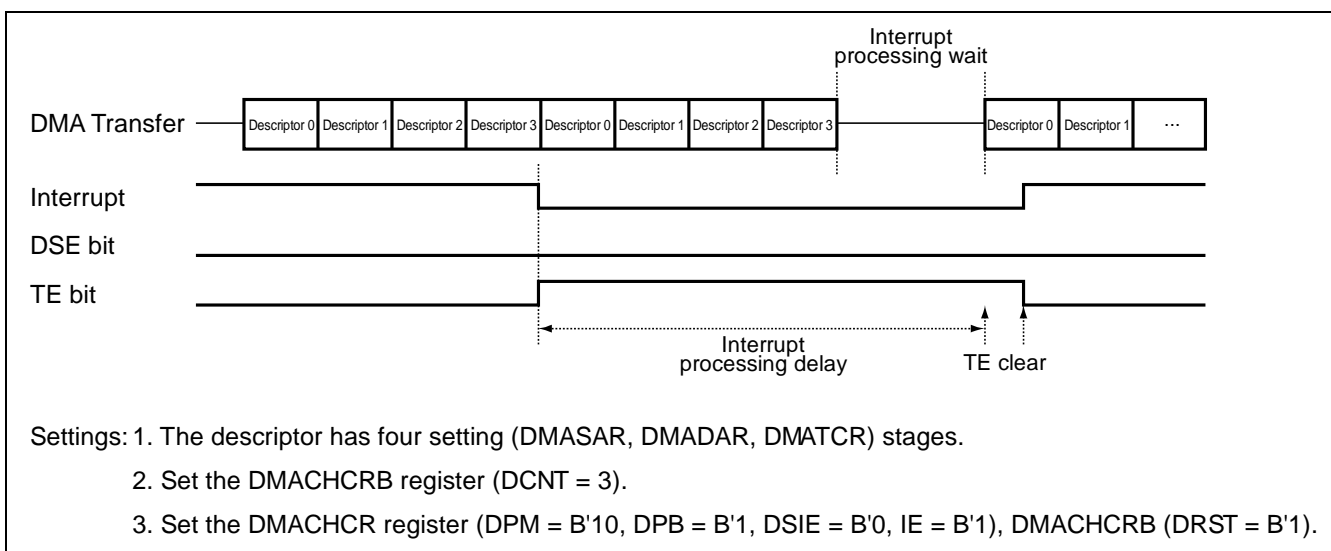 Interrupt
processing wait
DMA Transfer
Descriptor 0 Descriptor 1 Descriptor 2 Descriptor 3 Descriptor 0 Descriptor 1 Descriptor 2 Descriptor 3 Descriptor 0 Descriptor 1 ...
Interrupt
DSE bit
TE bit
Interrupt
processing delay
TE clear
Settings: 1. The descriptor has four setting (DMASAR, DMADAR, DMATCR) stages.
2. Set the DMACHCRB register (DCNT = 3).
3. Set the DMACHCR register (DPM = B'10, DPB = B'1, DSIE = B'0, IE = B'1), DMACHCRB (DRST = B'1).